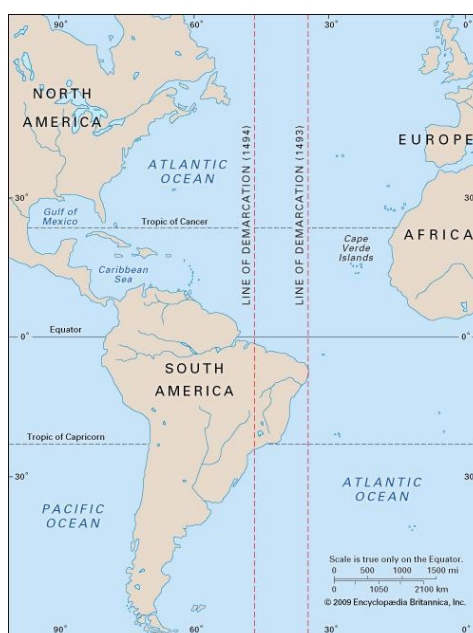 90°
60°
30°
0°
NORTH
AMERICA
ATLANTIC
OCEAN
LINE OF DEMARCATION (1494)
LINE OF DEMARCATION (1493)
EUROPE
30°
30°
Gulf of
Mexico
Tropic of Cancer
AFRICA
Cape
Verde
Islands
Caribbean
Sea
Equator
0°
0°
SOUTH
AMERICA
Tropic of Capricorn
30°
30°
PACIFIC
OCEAN
ATLANTIC
OCEAN
Scale is true only on the Equator.
0 500 1000 1500 mi
0 1050 2100 km
© 2009 Encyclopædia Britannica, Inc.
90°
60°
30°
0°